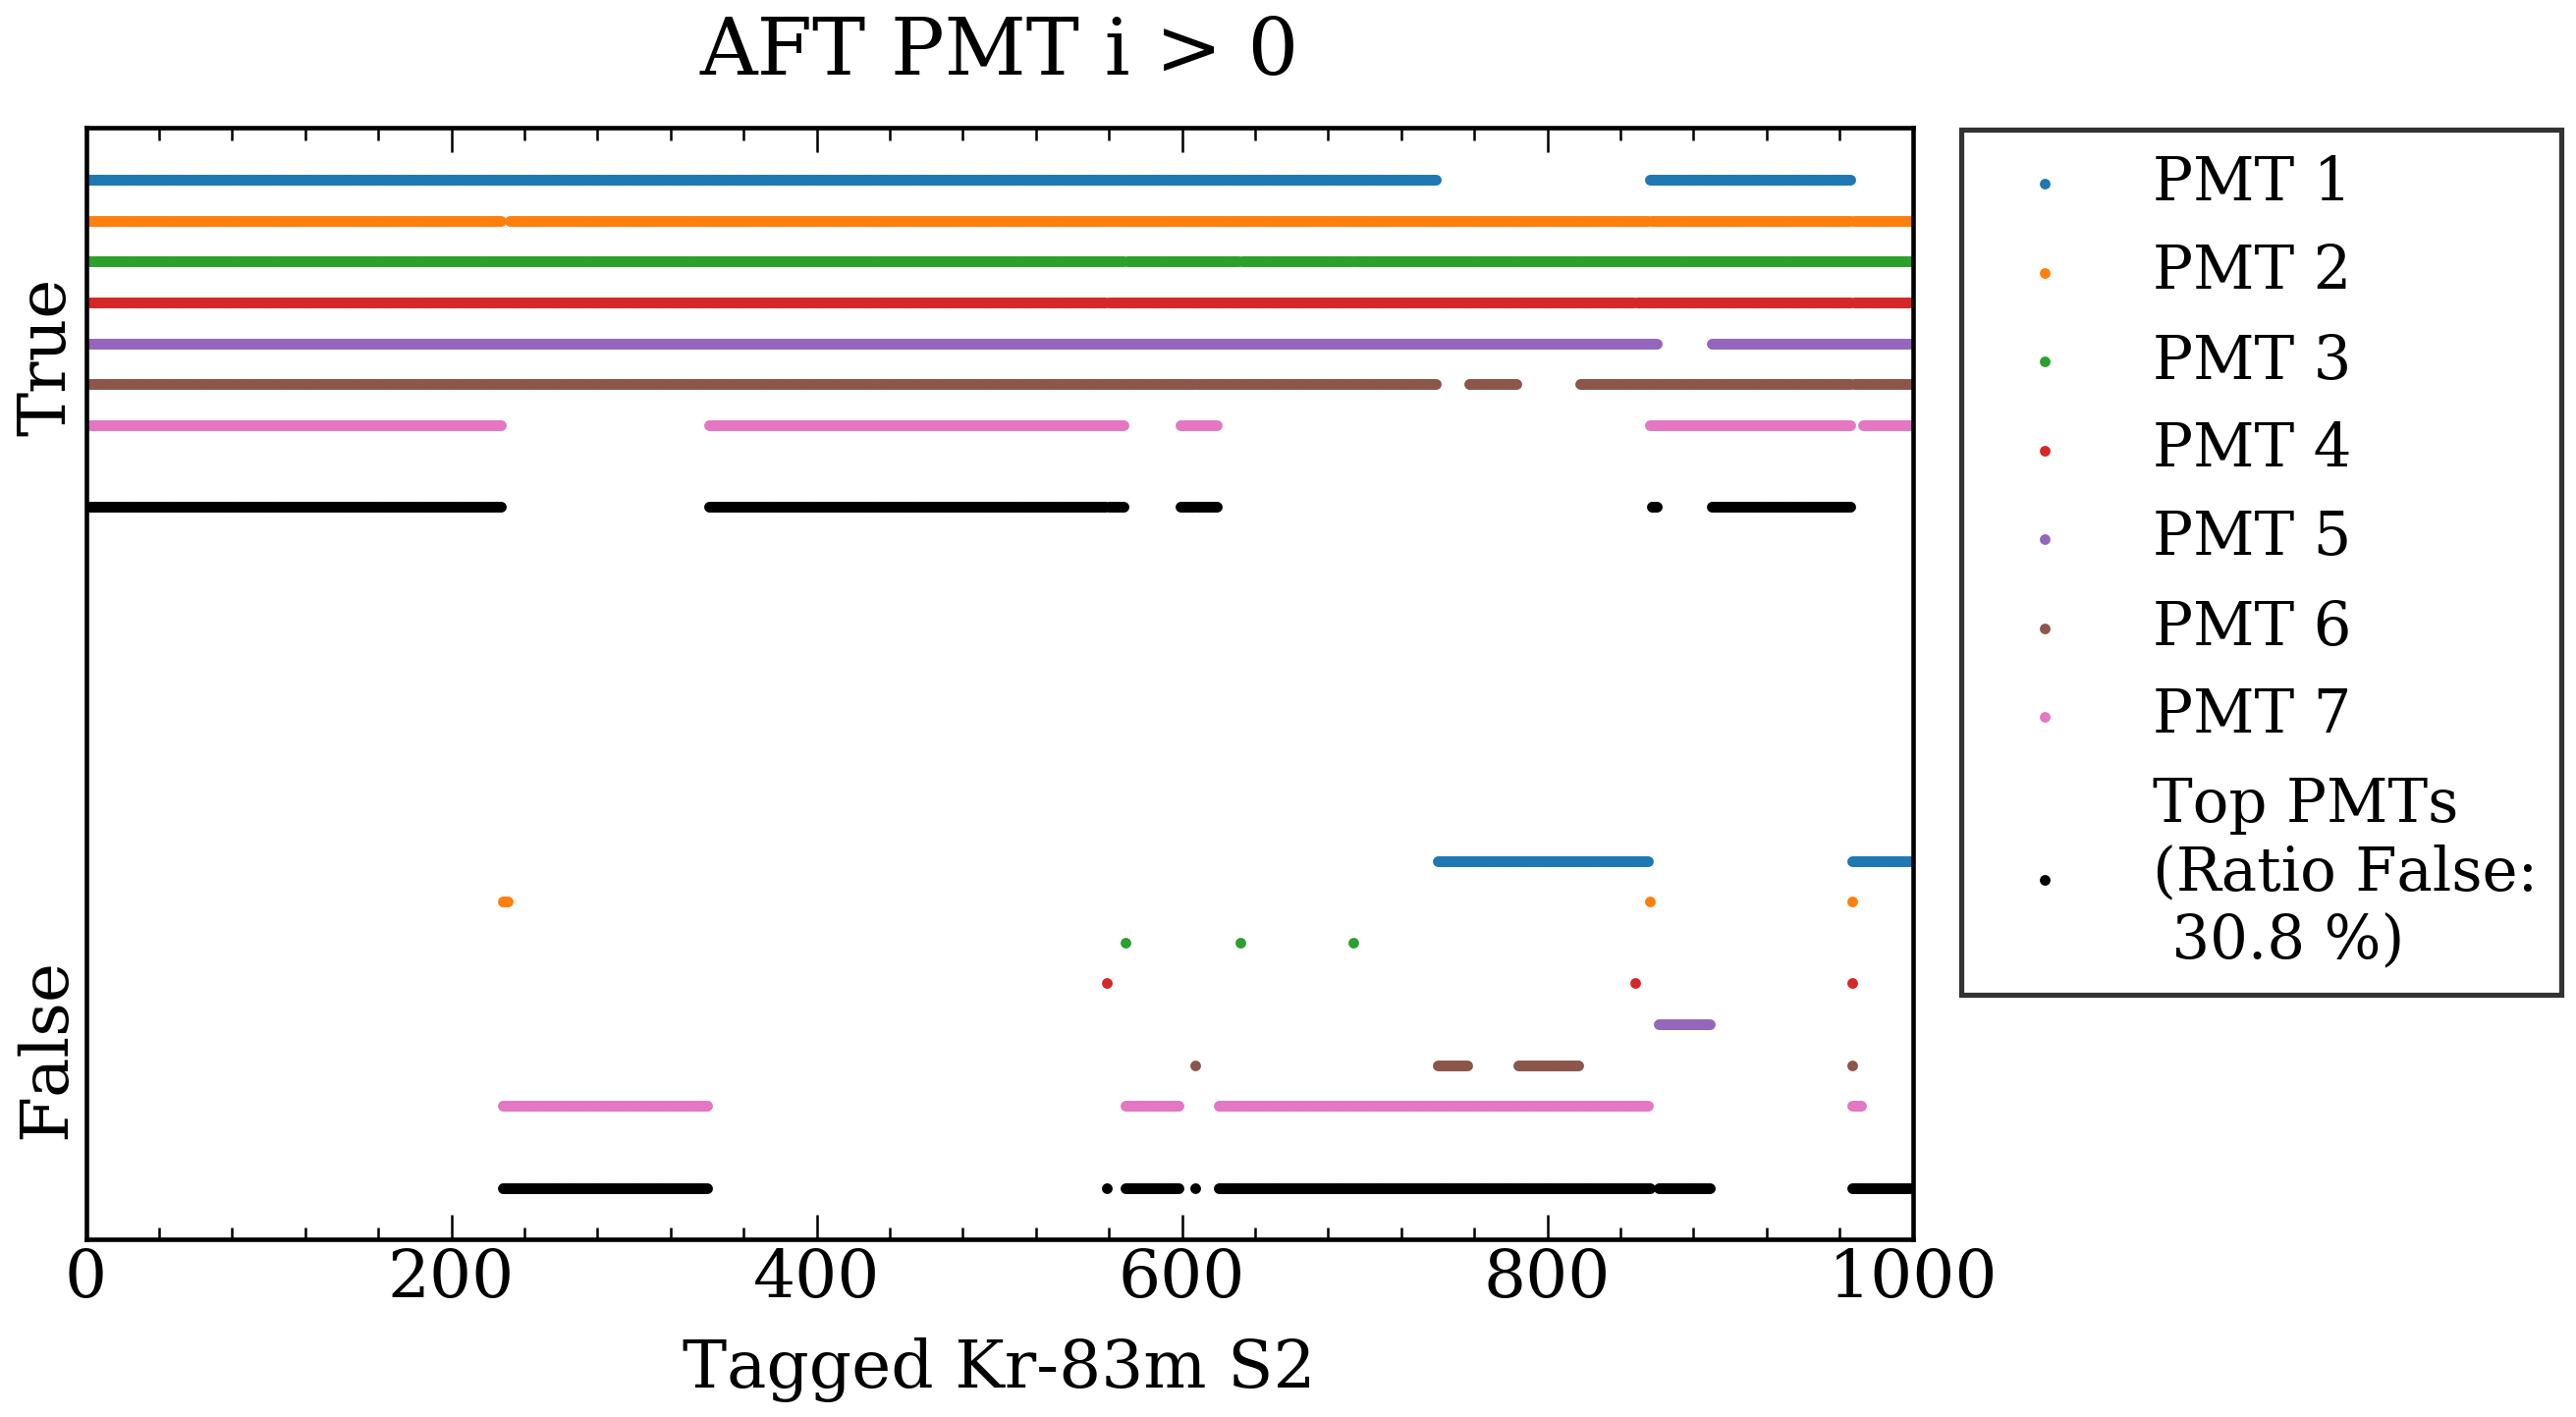 AFT PMT i > 0
True
False
0 200 400 600 800 1000
Tagged Kr-83m S2
PMT 1
PMT 2
PMT 3
PMT 4
PMT 5
PMT 6
PMT 7
Top PMTs
(Ratio False:
30.8 %)